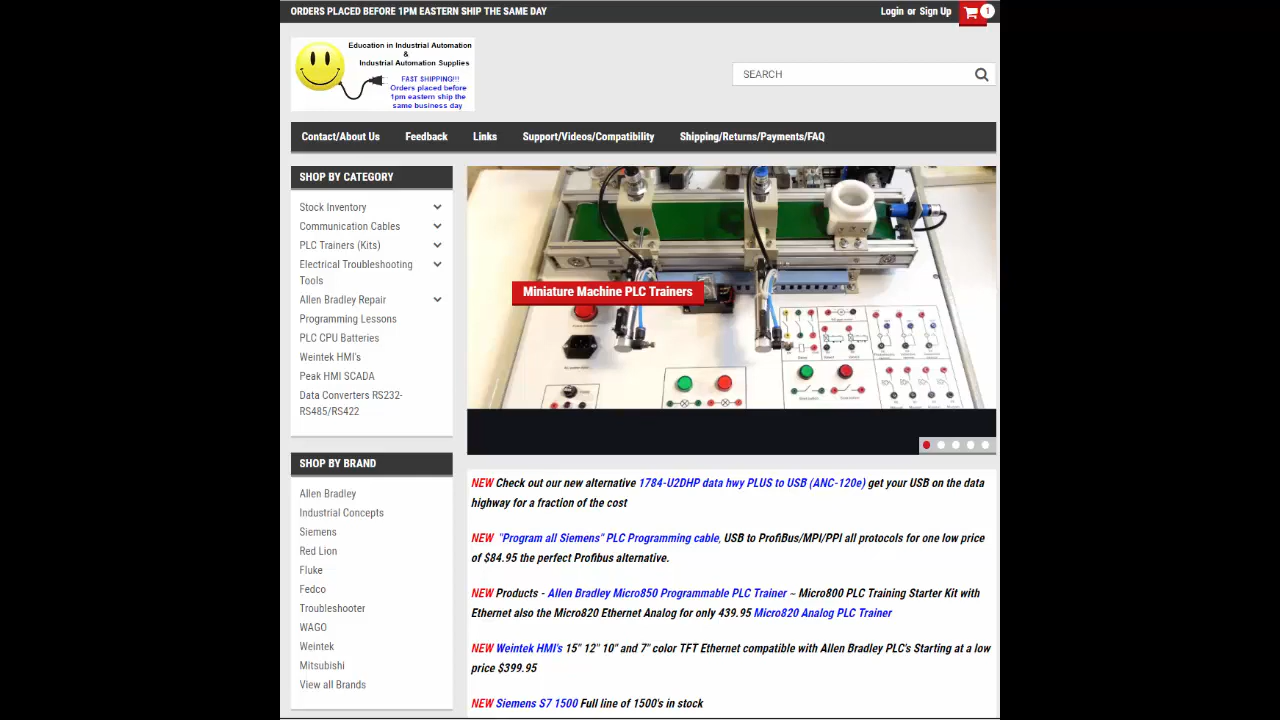 ORDERS PLACED BEFORE 1PM EASTERN SHIP THE SAME DAY
Login or Sign Up
1
Education in Industrial Automation
&
Industrial Automation Supplies
FAST SHIPPING!!!
Orders placed before
1pm eastern ship the
same business day
SEARCH
Contact/About Us
Feedback
Links
Support/Videos/Compatibility
Shipping/Returns/Payments/FAQ
SHOP BY CATEGORY
Stock Inventory
Communication Cables
PLC Trainers (Kits)
Electrical Troubleshooting
Tools
Allen Bradley Repair
Programming Lessons
PLC CPU Batteries
Weintek HMI's
Peak HMI SCADA
Data Converters RS232-
RS485/RS422
SHOP BY BRAND
Allen Bradley
Industrial Concepts
Siemens
Red Lion
Fluke
Fedco
Troubleshooter
WAGO
Weintek
Mitsubishi
View all Brands
Miniature Machine PLC Trainers
NEW Check out our new alternative 1784-U2DHP data hwy PLUS to USB (ANC-120e) get your USB on the data
highway for a fraction of the cost
NEW "Program all Siemens" PLC Programming cable, USB to ProfiBus/MPI/PPI all protocols for one low price
of $84.95 the perfect Profibus alternative.
NEW Products - Allen Bradley Micro850 Programmable PLC Trainer ~ Micro800 PLC Training Starter Kit with
Ethernet also the Micro820 Ethernet Analog for only 439.95 Micro820 Analog PLC Trainer
NEW Weintek HMI's 15" 12" 10" and 7" color TFT Ethernet compatible with Allen Bradley PLC's Starting at a low
price $399.95
NEW Siemens S7 1500 Full line of 1500's in stock